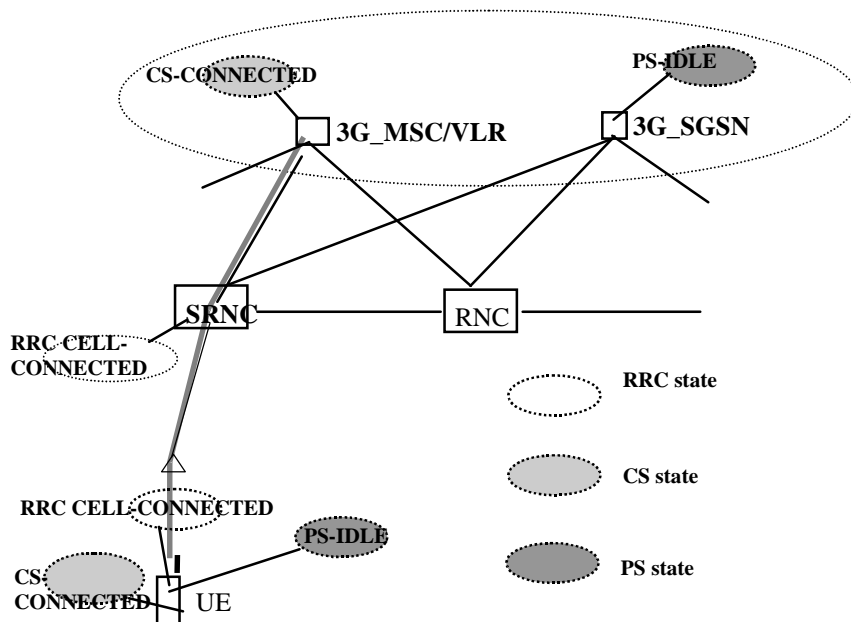 CS-CONNECTED
PS-IDLE
3G_MSC/VLR
3G_SGSN
SRNC
RNC
RRC CELL-
CONNECTED
RRC state
CS state
RRC CELL-CONNECTED
PS-IDLE
PS state
CS-
CONNECTED
UE